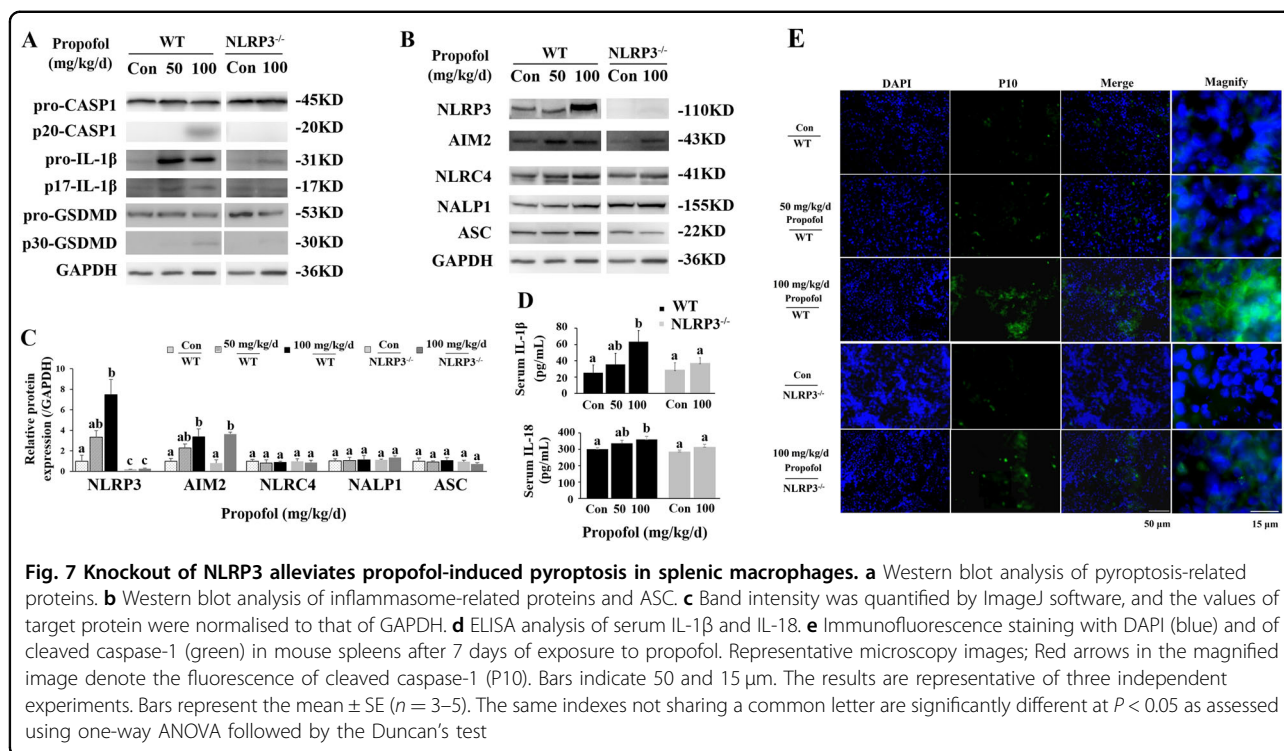 A
Propofol
(mg/kg/d)
WT
NLRP3-/-
Con 50 100 Con 100
pro-CASP1 -45KD
p20-CASP1 -20KD
pro-IL-1β -31KD
p17-IL-1β -17KD
pro-GSDMD -53KD
p30-GSDMD -30KD
GAPDH -36KD
B
Propofol
(mg/kg/d)
WT
NLRP3-/-
Con 50 100 Con 100
NLRP3 -110KD
AIM2 -43KD
NLRC4 -41KD
NALP1 -155KD
ASC -22KD
GAPDH -36KD
C
Con 50 mg/kg/d 100 mg/kg/d Con 100 mg/kg/d
WT WT WT NLRP3-/- NLRP3-/-
Relative protein
expression (/GAPDH)
10
8
6
4
2
0
a ab b c c
a ab b a b
a a a a a
a a a a a
a a a a a
NLRP3 AIM2 NLRC4 NALP1 ASC
Propofol (mg/kg/d)
D
WT
NLRP3-/-
Serum IL-1β
(pg/mL)
80
60
40
20
0
a ab b a a
Con 50 100 Con 100
Serum IL-18
(pg/mL)
400
300
200
100
0
a ab b a a
Con 50 100 Con 100
Propofol (mg/kg/d)
E
DAPI P10 Merge Magnify
Con
WT
50 mg/kg/d
Propofol
WT
100 mg/kg/d
Propofol
WT
Con
NLRP3-/-
100 mg/kg/d
Propofol
NLRP3-/-
50 μm 15 μm
Fig. 7 Knockout of NLRP3 alleviates propofol-induced pyroptosis in splenic macrophages. a Western blot analysis of pyroptosis-related
proteins. b Western blot analysis of inflammasome-related proteins and ASC. c Band intensity was quantified by ImageJ software, and the values of
target protein were normalised to that of GAPDH. d ELISA analysis of serum IL-1β and IL-18. e Immunofluorescence staining with DAPI (blue) and of
cleaved caspase-1 (green) in mouse spleens after 7 days of exposure to propofol. Representative microscopy images; Red arrows in the magnified
image denote the fluorescence of cleaved caspase-1 (P10). Bars indicate 50 and 15 μm. The results are representative of three independent
experiments. Bars represent the mean ± SE (n = 3–5). The same indexes not sharing a common letter are significantly different at P < 0.05 as assessed
using one-way ANOVA followed by the Duncan's test